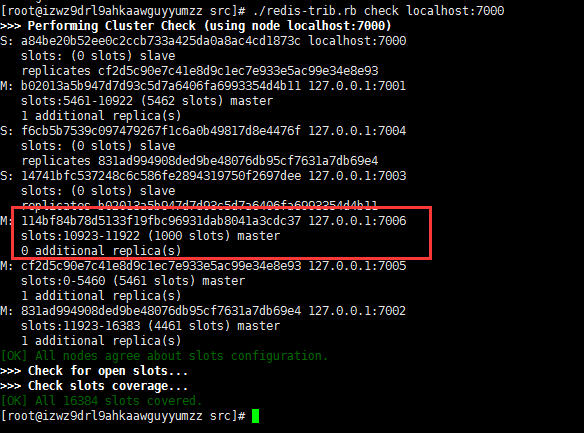 [root@izwz9drl9ahkaawguyyumzz src]# ./redis-trib.rb check localhost:7000
>>> Performing Cluster Check (using node localhost:7000)
S: a84be20b52ee0c2ccb733a425da0a8ac4cd1873c localhost:7000
   slots: (0 slots) slave
   replicates cf2d5c90e7c41e8d9c1ec7e933e5ac99e34e8e93
M: b02013a5b947d7d93c5d7a6406fa6993354d4b11 127.0.0.1:7001
   slots:5461-10922 (5462 slots) master
   1 additional replica(s)
S: f6cb5b7539c097479267f1c6a0b49817d8e4476f 127.0.0.1:7004
   slots: (0 slots) slave
   replicates 831ad994908ded9be48076db95cf7631a7db69e4
S: 14741bfc537248c6c586fe2894319750f2697dee 127.0.0.1:7003
   slots: (0 slots) slave
   replicates b02013a5b947d7d93c5d7a6406fa6993354d4b11
M: 114bf84b78d5133f19fbc96931dab8041a3cdc37 127.0.0.1:7006
   slots:10923-11922 (1000 slots) master
   0 additional replica(s)
M: cf2d5c90e7c41e8d9c1ec7e933e5ac99e34e8e93 127.0.0.1:7005
   slots:0-5460 (5461 slots) master
   1 additional replica(s)
M: 831ad994908ded9be48076db95cf7631a7db69e4 127.0.0.1:7002
   slots:11923-16383 (4461 slots) master
   1 additional replica(s)
[OK] All nodes agree about slots configuration.
>>> Check for open slots...
>>> Check slots coverage...
[OK] All 16384 slots covered.
[root@izwz9drl9ahkaawguyyumzz src]#